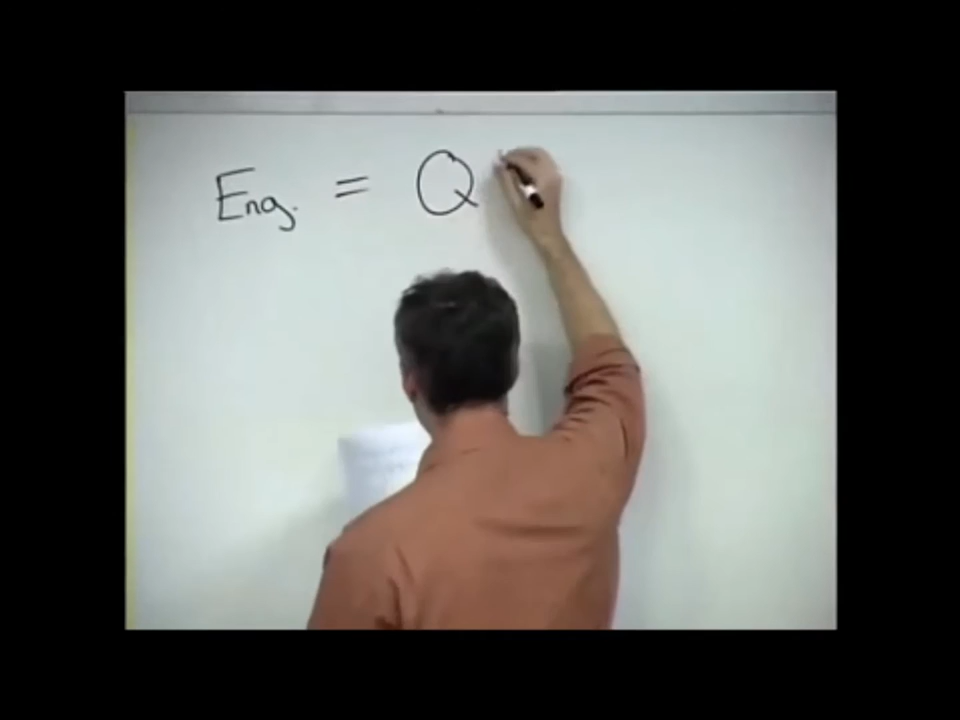 Eng. = Q